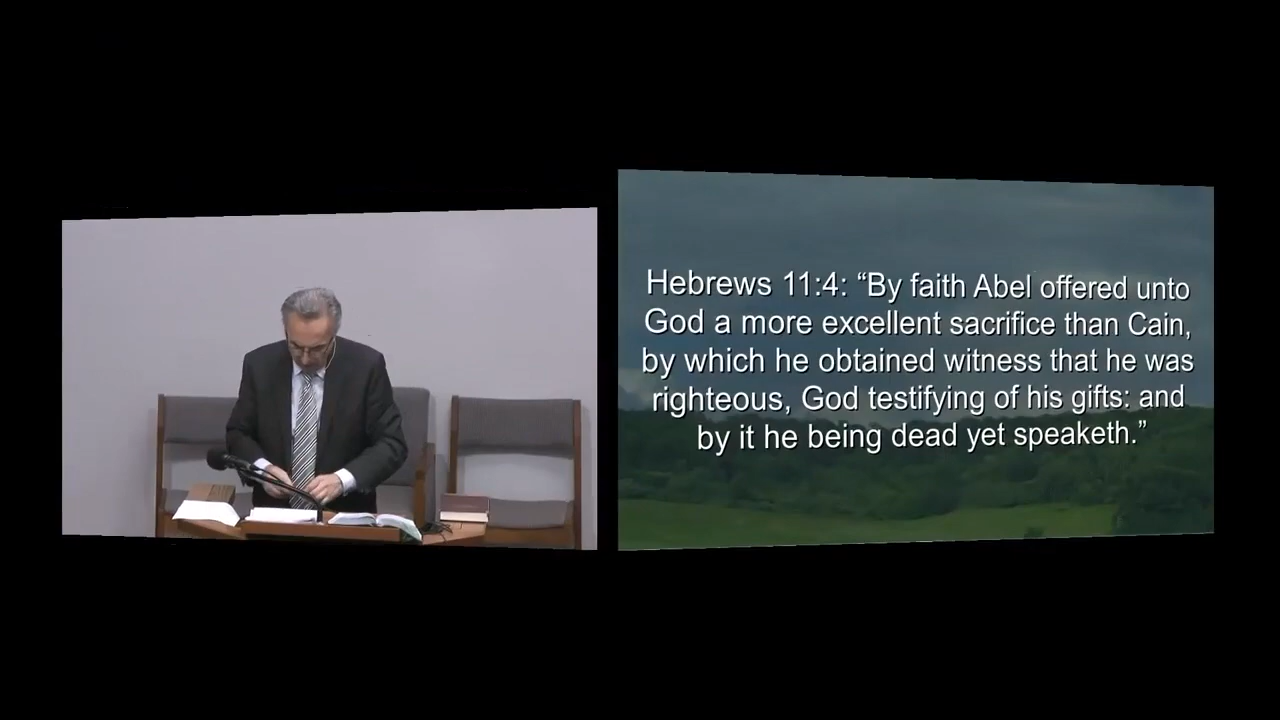 Hebrews 11:4: “By faith Abel offered unto
God a more excellent sacrifice than Cain,
by which he obtained witness that he was
righteous, God testifying of his gifts: and
by it he being dead yet speaketh.”